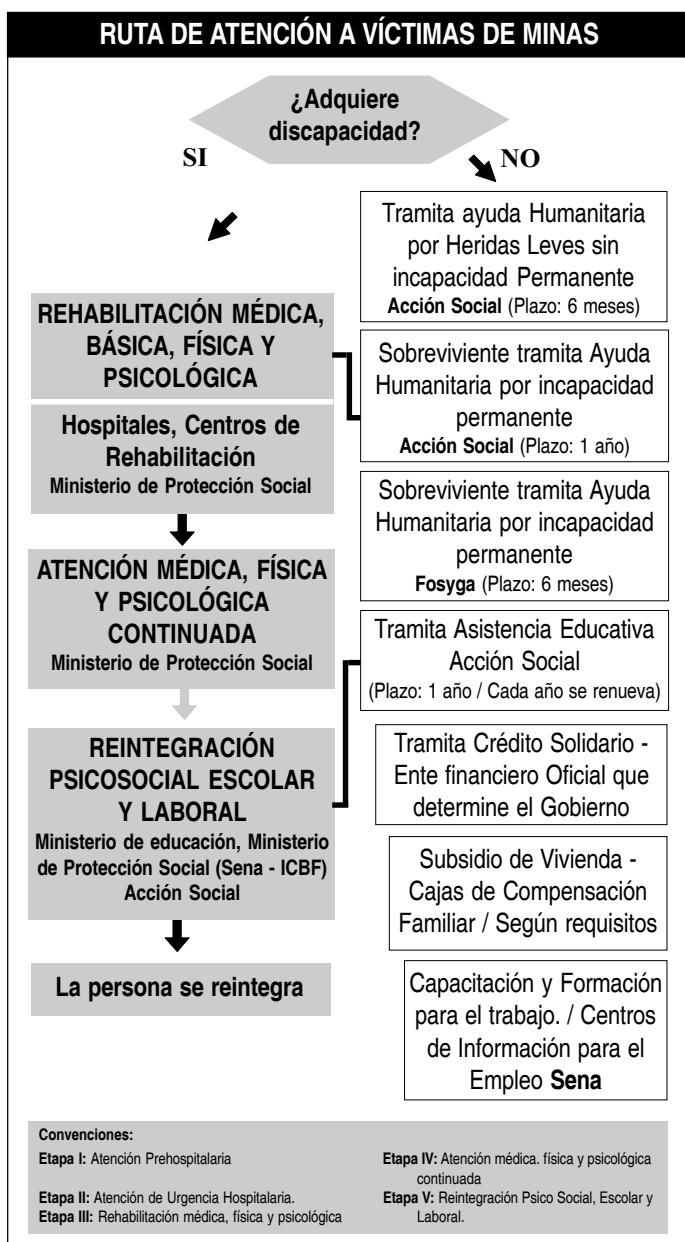 RUTA DE ATENCIÓN A VÍCTIMAS DE MINAS
¿Adquiere
discapacidad?
SI
NO
Tramita ayuda Humanitaria
por Heridas Leves sin
incapacidad Permanente
Acción Social (Plazo: 6 meses)
REHABILITACIÓN MÉDICA,
BÁSICA, FÍSICA Y
PSICOLÓGICA
Sobreviviente tramita Ayuda
Humanitaria por incapacidad
permanente
Acción Social (Plazo: 1 año)
Hospitales, Centros de
Rehabilitación
Ministerio de Protección Social
Sobreviviente tramita Ayuda
Humanitaria por incapacidad
permanente
Fosyga (Plazo: 6 meses)
ATENCIÓN MÉDICA, FÍSICA
Y PSICOLÓGICA
CONTINUADA
Ministerio de Protección Social
Tramita Asistencia Educativa
Acción Social
(Plazo: 1 año / Cada año se renueva)
REINTEGRACIÓN
PSICOSOCIAL ESCOLAR
Y LABORAL
Ministerio de educación, Ministerio
de Protección Social (Sena - ICBF)
Acción Social
Tramita Crédito Solidario -
Ente financiero Oficial que
determine el Gobierno
Subsidio de Vivienda -
Cajas de Compensación
Familiar / Según requisitos
La persona se reintegra
Capacitación y Formación
para el trabajo. / Centros
de Información para el
Empleo Sena
Convenciones:
Etapa I: Atención Prehospitalaria
Etapa II: Atención de Urgencia Hospitalaria.
Etapa III: Rehabilitación médica, física y psicológica
Etapa IV: Atención médica. física y psicológica
continuada
Etapa V: Reintegración Psico Social, Escolar y
Laboral.